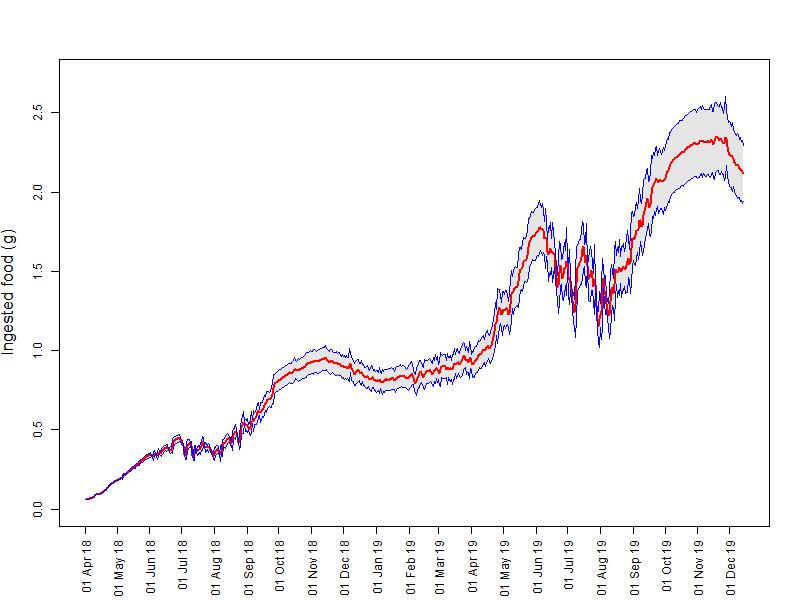 Ingested food (g)
2.5
2.0
1.5
1.0
0.5
0.0
01 Apr 18
01 May 18
01 Jun 18
01 Jul 18
01 Aug 18
01 Sep 18
01 Oct 18
01 Nov 18
01 Dec 18
01 Jan 19
01 Feb 19
01 Mar 19
01 Apr 19
01 May 19
01 Jun 19
01 Jul 19
01 Aug 19
01 Sep 19
01 Oct 19
01 Nov 19
01 Dec 19